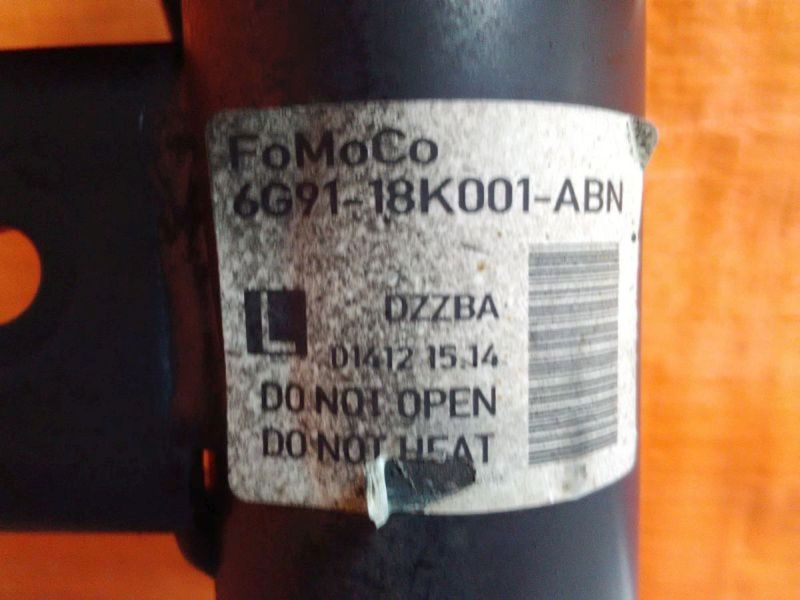 FoMoCo
6G91-18K001-ABN
L
DZZBA
01412 15.14
DO NOT OPEN
DO NOT HEAT